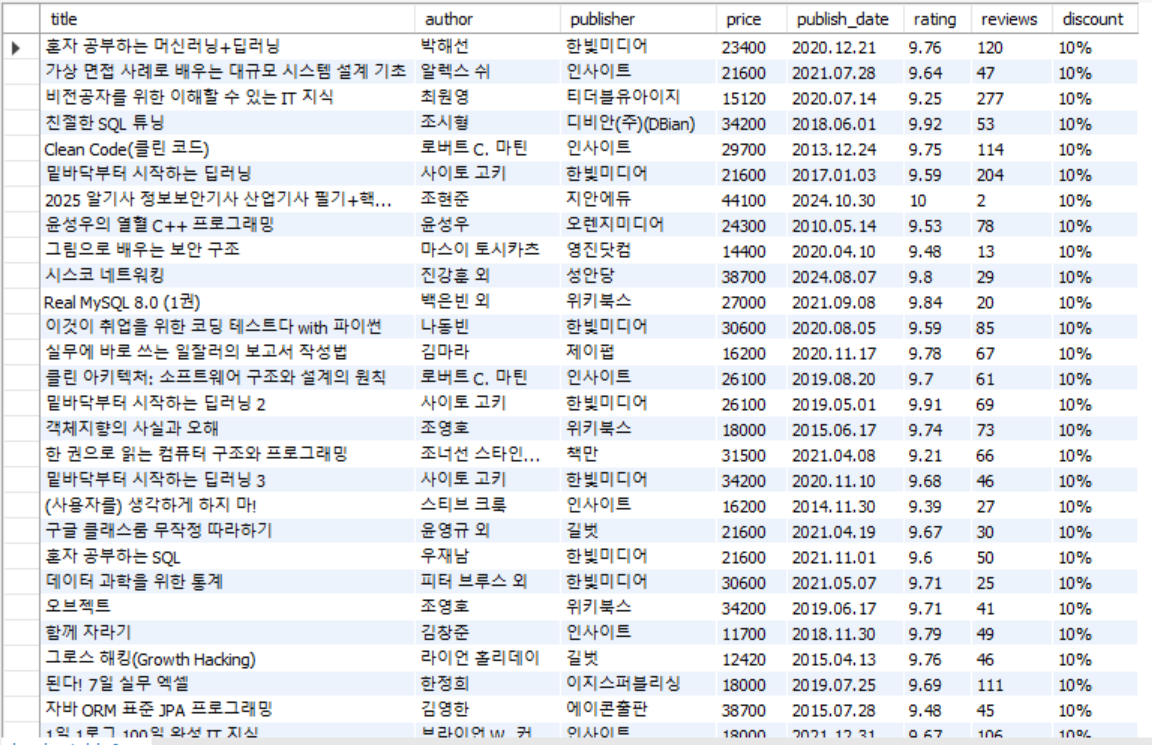 title author publisher price publish_date rating reviews discount
혼자 공부하는 머신러닝+딥러닝 박해선 한빛미디어 23400 2020.12.21 9.76 120 10%
가상 면접 사례로 배우는 대규모 시스템 설계 기초 알렉스 쉬 인사이트 21600 2021.07.28 9.64 47 10%
비전공자를 위한 이해할 수 있는 IT 지식 최원영 티더블유아이지 15120 2020.07.14 9.25 277 10%
친절한 SQL 튜닝 조시형 디비안(주)(DBian) 34200 2018.06.01 9.92 53 10%
Clean Code(클린 코드) 로버트 C. 마틴 인사이트 29700 2013.12.24 9.75 114 10%
밑바닥부터 시작하는 딥러닝 사이토 고키 한빛미디어 21600 2017.01.03 9.59 204 10%
2025 알기사 정보보안기사 산업기사 필기+핵... 조현준 지안에듀 44100 2024.10.30 10 2 10%
윤성우의 열혈 C++ 프로그래밍 윤성우 오렌지미디어 24300 2010.05.14 9.53 78 10%
그림으로 배우는 보안 구조 마스이 토시카츠 영진닷컴 14400 2020.04.10 9.48 13 10%
시스코 네트워킹 진강훈 외 성안당 38700 2024.08.07 9.8 29 10%
Real MySQL 8.0 (1권) 백은빈 외 위키북스 27000 2021.09.08 9.84 20 10%
이것이 취업을 위한 코딩 테스트다 with 파이썬 나동빈 한빛미디어 30600 2020.08.05 9.59 85 10%
실무에 바로 쓰는 일잘러의 보고서 작성법 김마라 제이펍 16200 2020.11.17 9.78 67 10%
클린 아키텍처: 소프트웨어 구조와 설계의 원칙 로버트 C. 마틴 인사이트 26100 2019.08.20 9.7 61 10%
밑바닥부터 시작하는 딥러닝 2 사이토 고키 한빛미디어 26100 2019.05.01 9.91 69 10%
객체지향의 사실과 오해 조영호 위키북스 18000 2015.06.17 9.74 73 10%
한 권으로 읽는 컴퓨터 구조와 프로그래밍 조너선 스타인... 책만 31500 2021.04.08 9.21 66 10%
밑바닥부터 시작하는 딥러닝 3 사이토 고키 한빛미디어 34200 2020.11.10 9.68 46 10%
(사용자를) 생각하게 하지 마! 스티브 크룩 인사이트 16200 2014.11.30 9.39 27 10%
구글 클래스룸 무작정 따라하기 윤영규 외 길벗 21600 2021.04.19 9.67 30 10%
혼자 공부하는 SQL 우재남 한빛미디어 21600 2021.11.01 9.6 50 10%
데이터 과학을 위한 통계 피터 브루스 외 한빛미디어 30600 2021.05.07 9.71 25 10%
오브젝트 조영호 위키북스 34200 2019.06.17 9.71 41 10%
함께 자라기 김창준 인사이트 11700 2018.11.30 9.79 49 10%
그로스 해킹(Growth Hacking) 라이언 홀리데이 길벗 12420 2015.04.13 9.76 46 10%
된다! 7일 실무 엑셀 한정희 이지스퍼블리싱 18000 2019.07.25 9.69 111 10%
자바 ORM 표준 JPA 프로그래밍 김영한 에이콘출판 38700 2015.07.28 9.48 45 10%
1일 1로그 100일 완성 IT 지식 브라이언 W. 커 인사이트 18000 2021.12.31 9.67 106 10%